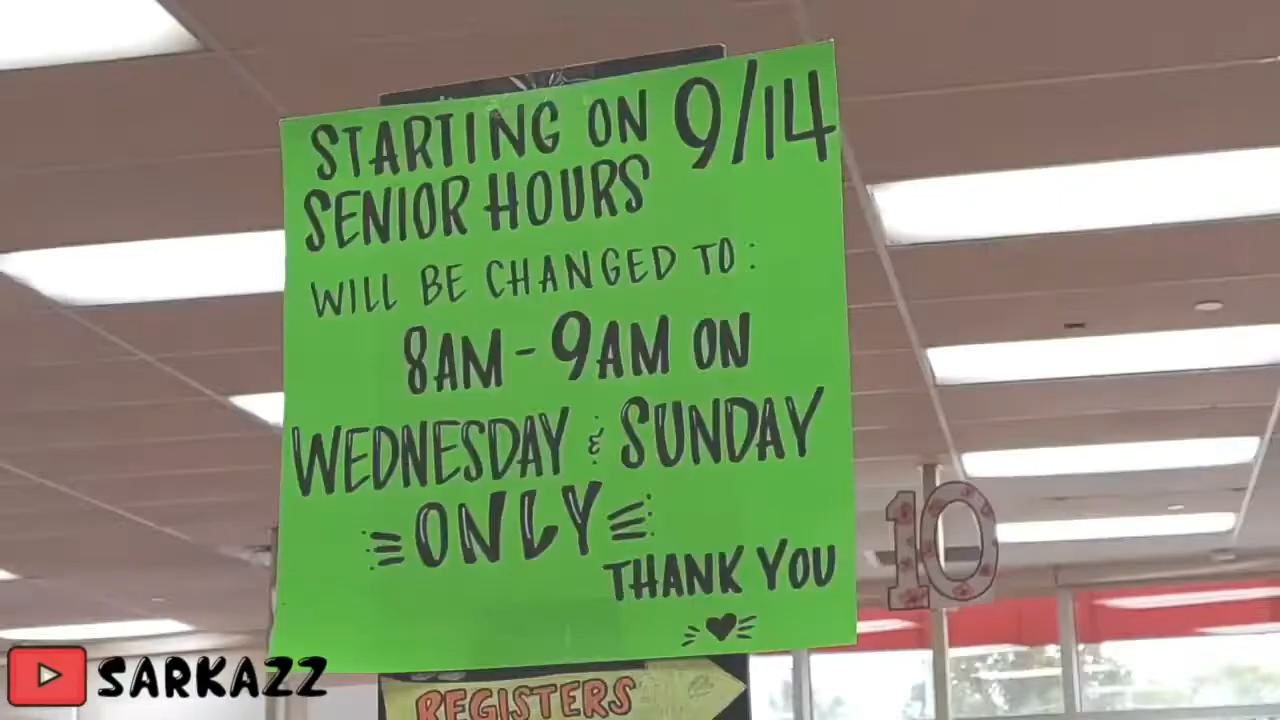 STARTING ON 9/14
SENIOR HOURS
WILL BE CHANGED TO:
8AM - 9AM ON
WEDNESDAY & SUNDAY
ONLY
THANK YOU
10
REGISTERS
SARKAZZ